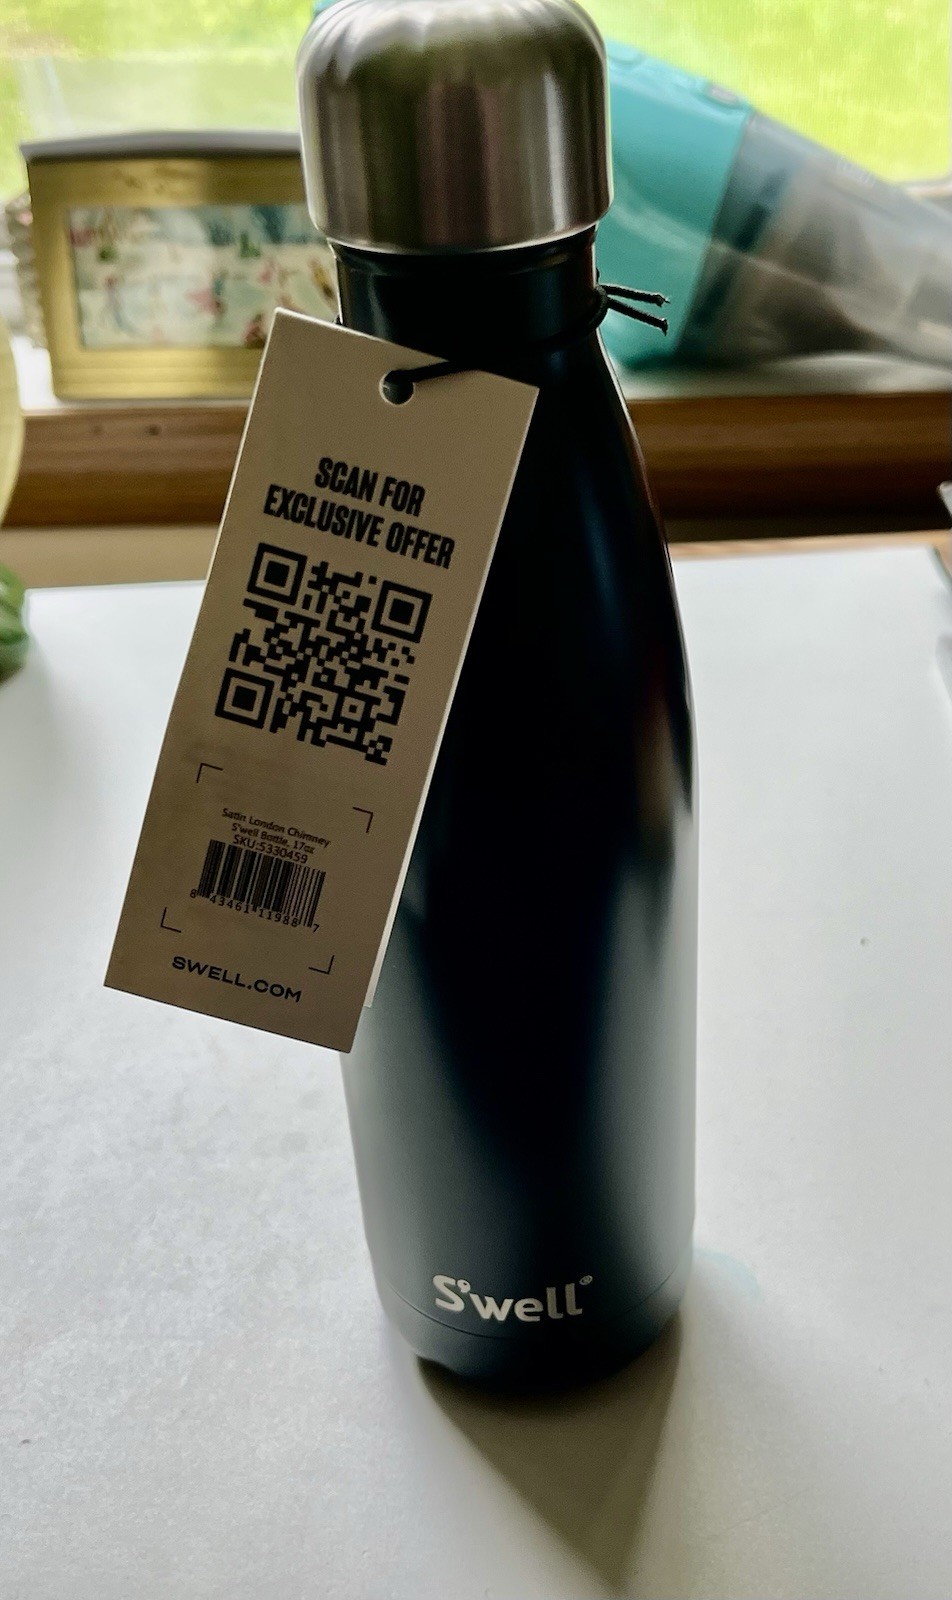 SCAN FOR
EXCLUSIVE OFFER
Satin London Chimney
S'well Bottle, 17oz
SKU:5330459
8 43461 11988 7
SWELL.COM
S'well®